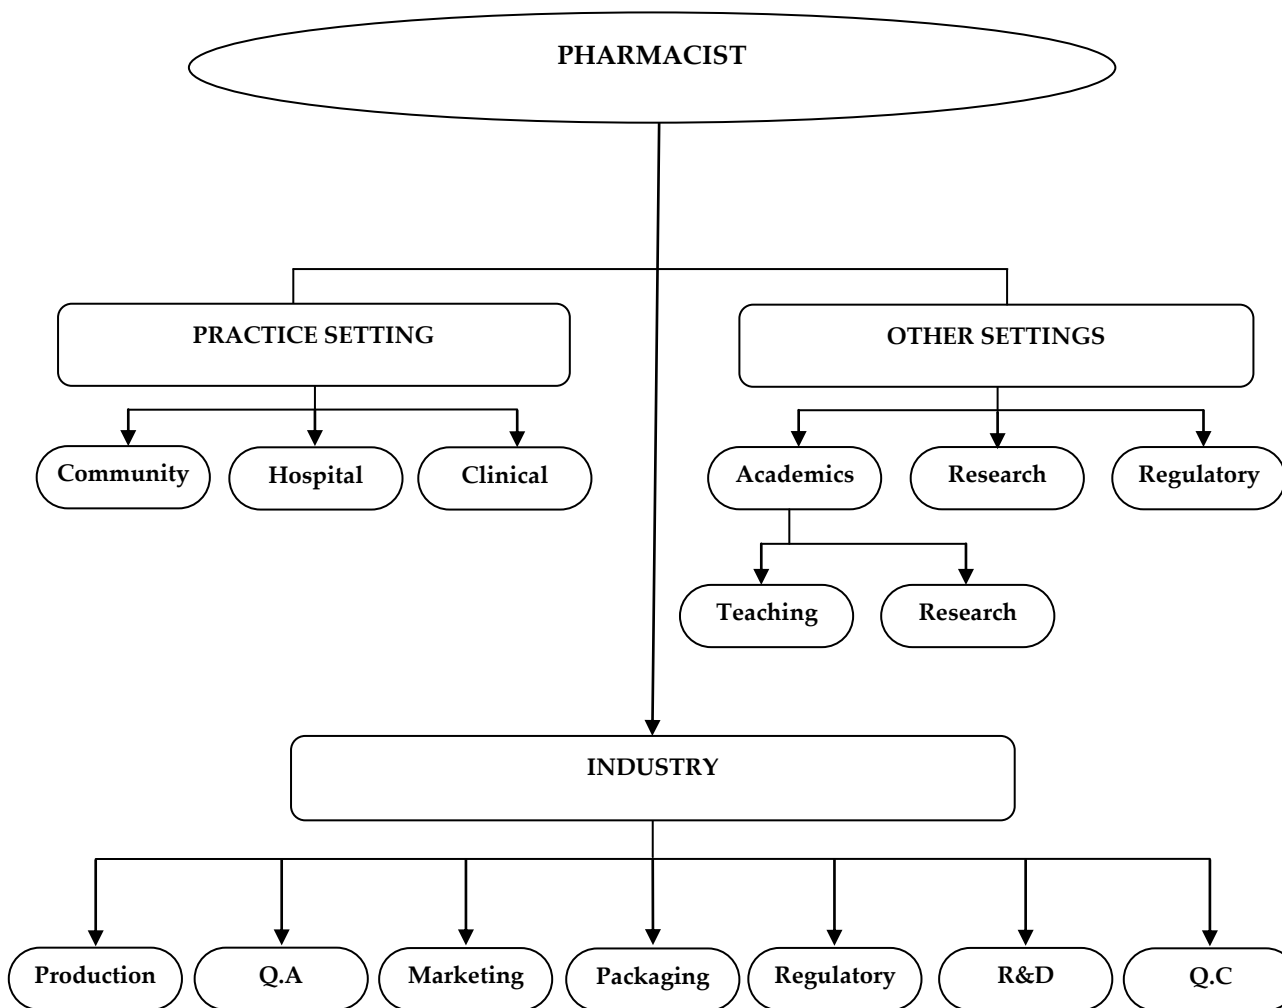 PHARMACIST
PRACTICE SETTING
OTHER SETTINGS
Community
Hospital
Clinical
Academics
Research
Regulatory
Teaching
Research
INDUSTRY
Production
Q.A
Marketing
Packaging
Regulatory
R&D
Q.C